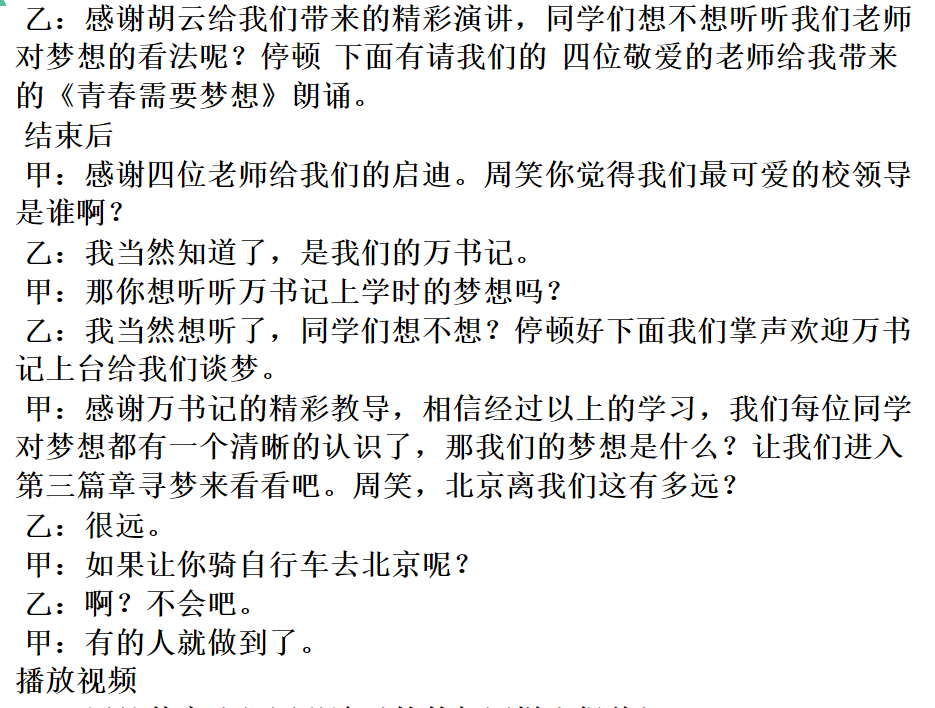 乙：感谢胡云给我们带来的精彩演讲，同学们想不想听听我们老师
对梦想的看法呢？停顿 下面有请我们的 四位敬爱的老师给我带来
的《青春需要梦想》朗诵。
结束后
甲：感谢四位老师给我们的启迪。周笑你觉得我们最可爱的校领导
是谁啊？
乙：我当然知道了，是我们的万书记。
甲：那你想听听万书记上学时的梦想吗？
乙：我当然想听了，同学们想不想？停顿好下面我们掌声欢迎万书
记上台给我们谈梦。
甲：感谢万书记的精彩教导，相信经过以上的学习，我们每位同学
对梦想都有一个清晰的认识了，那我们的梦想是什么？让我们进入
第三篇章寻梦来看看吧。周笑，北京离我们这有多远？
乙：很远。
甲：如果让你骑自行车去北京呢？
乙：啊？不会吧。
甲：有的人就做到了。
播放视频